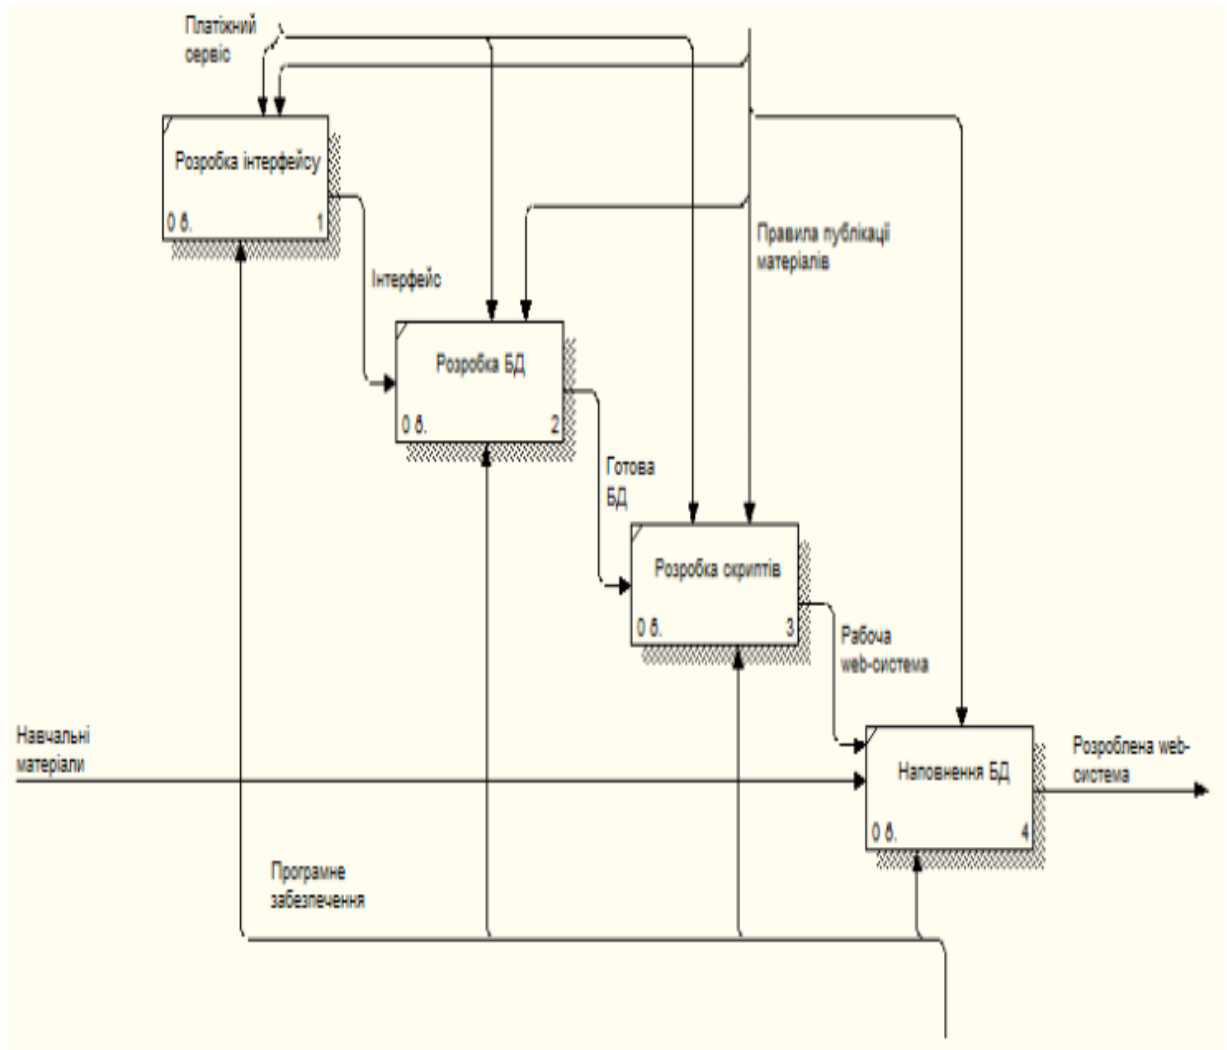 Платіжний
сервіс
Розробка інтерфейсу
0 в.
1
Інтерфейс
Правила публікації
матеріалів
Розробка БД
0 в.
2
Готова
БД
Розробка скриптів
0 в.
3
Рабоча
web-система
Навчальні
матеріали
Наповнення БД
0 в.
4
Розроблена web-
система
Програмне
забезпечення